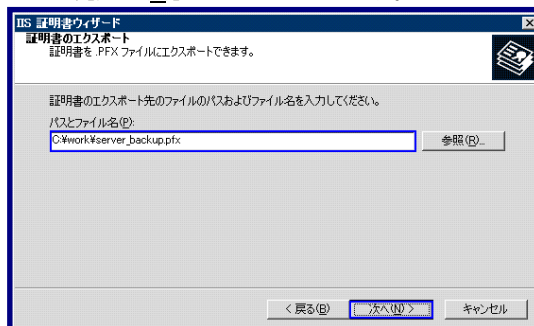 IIS 証明書ウィザード
証明書のエクスポート
証明書を .PFX ファイルにエクスポートできます。
証明書のエクスポート先のファイルのパスおよびファイル名を入力してください。
パスとファイル名(P):
C:¥work¥server_backup.pfx
参照(R)...
< 戻る(B)
次へ(N) >
キャンセル